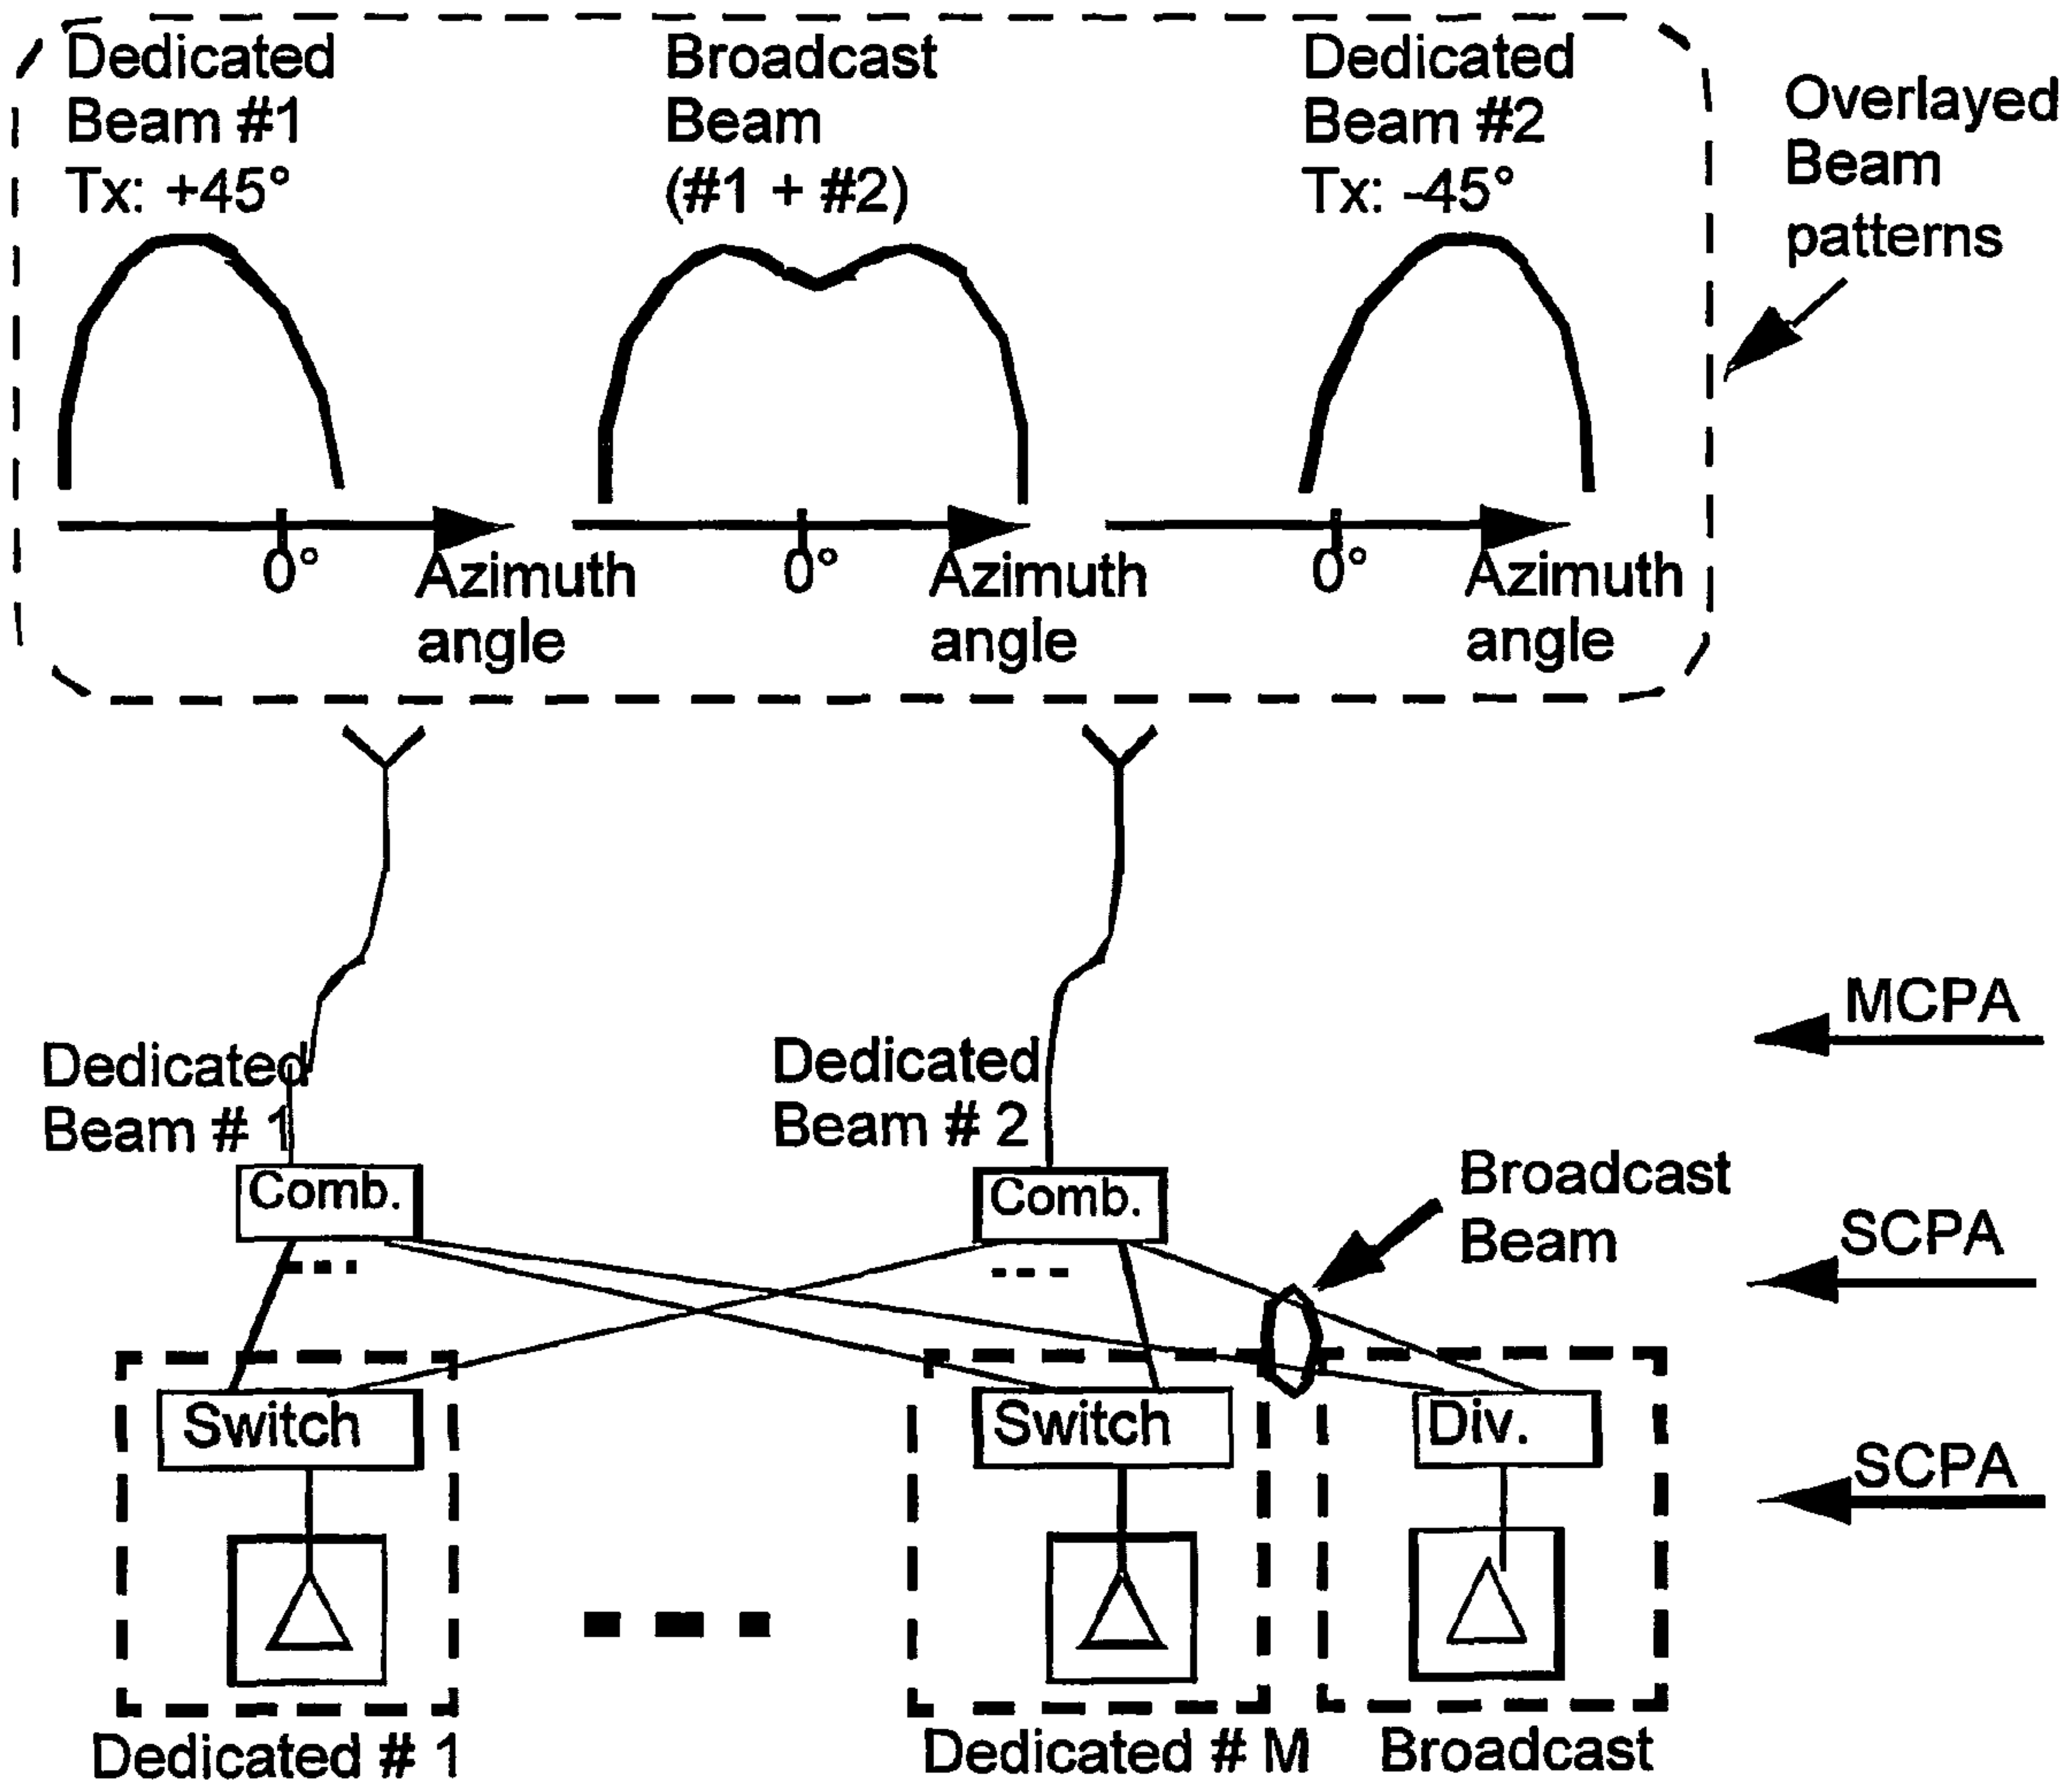 Dedicated
Beam #1
Tx: +45°
Broadcast
Beam
(#1 + #2)
Dedicated
Beam #2
Tx: -45°
Overlayed
Beam
patterns
0°
Azimuth
angle
0°
Azimuth
angle
0°
Azimuth
angle
MCPA
Dedicated
Beam # 1
Dedicated
Beam # 2
Comb.
Comb.
Broadcast
Beam
SCPA
Switch
Switch
Div.
SCPA
Dedicated # 1
Dedicated # M
Broadcast